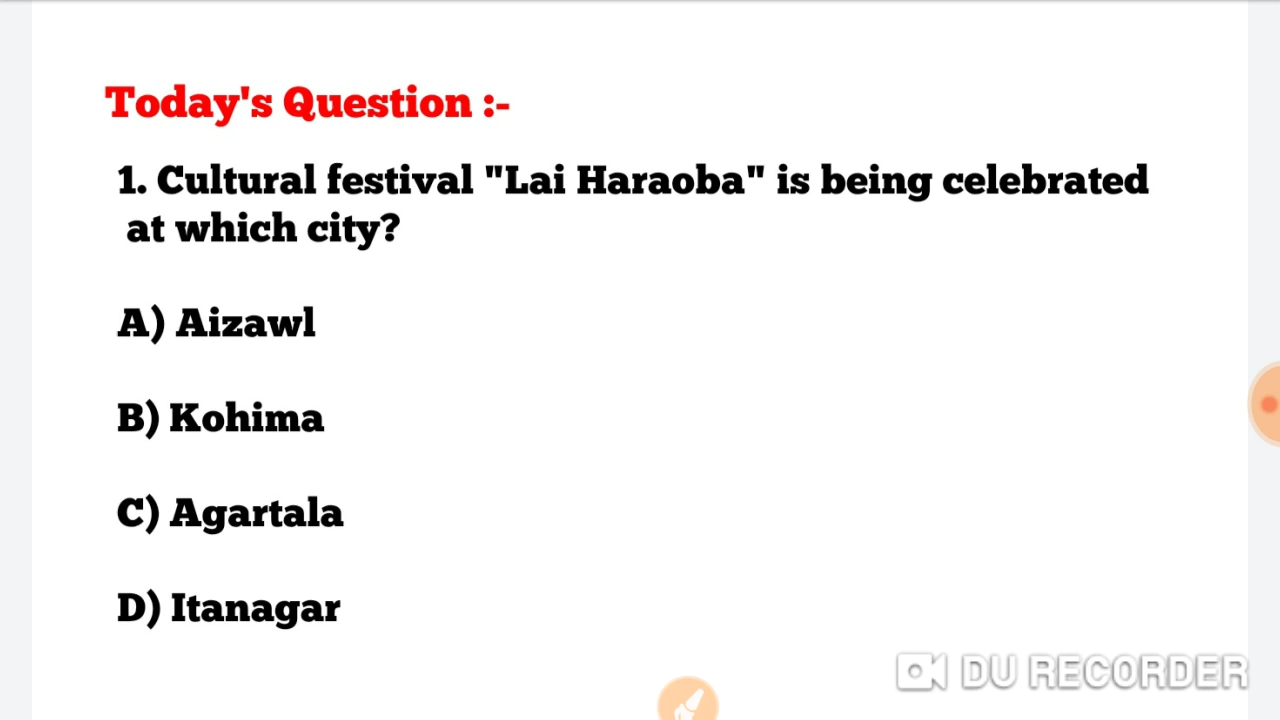 Today's Question :-
1. Cultural festival "Lai Haraoba" is being celebrated
at which city?
A) Aizawl
B) Kohima
C) Agartala
D) Itanagar
DU RECORDER